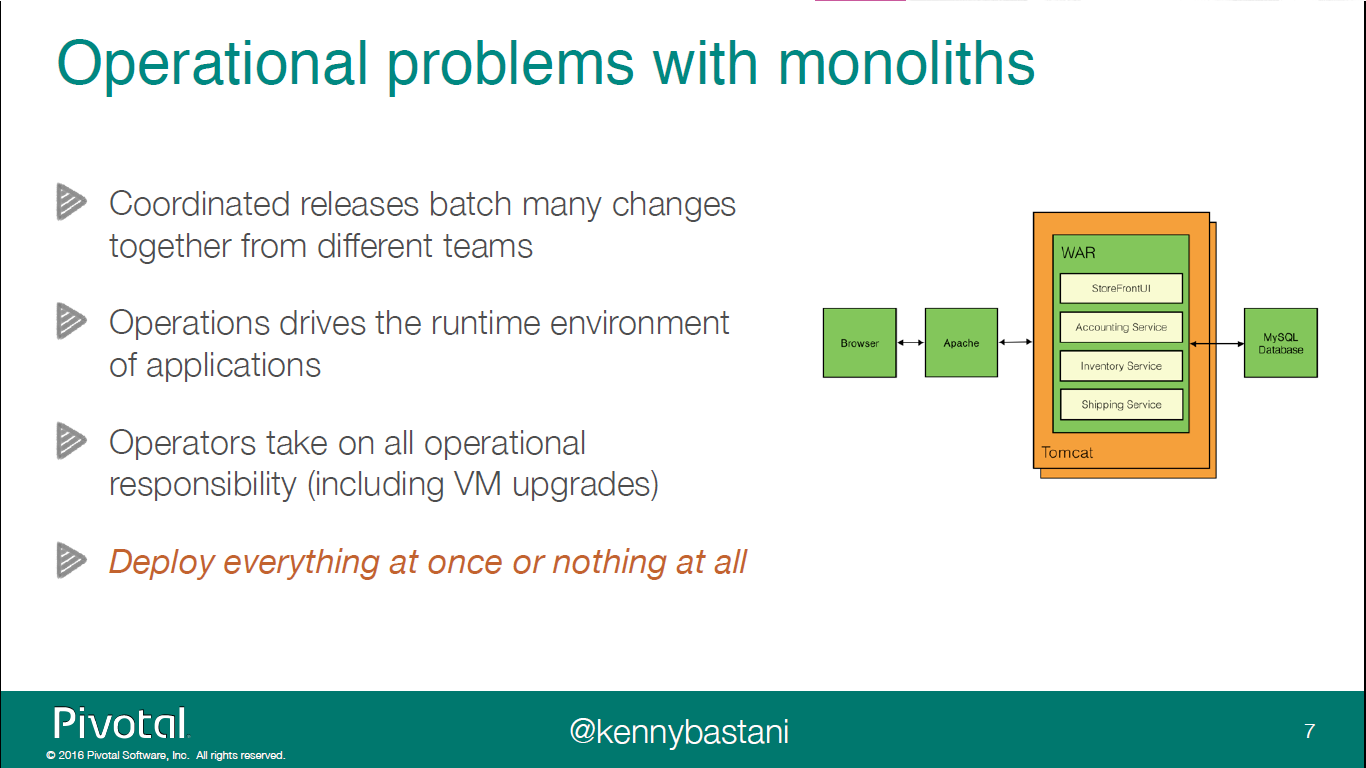 Operational problems with monoliths
Coordinated releases batch many changes
together from different teams
Operations drives the runtime environment
of applications
Operators take on all operational
responsibility (including VM upgrades)
Deploy everything at once or nothing at all
Browser
Apache
WAR
StoreFrontUI
Accounting Service
Inventory Service
Shipping Service
Tomcat
MySQL
Database
Pivotal
© 2016 Pivotal Software, Inc.  All rights reserved.
@kennybastani
7